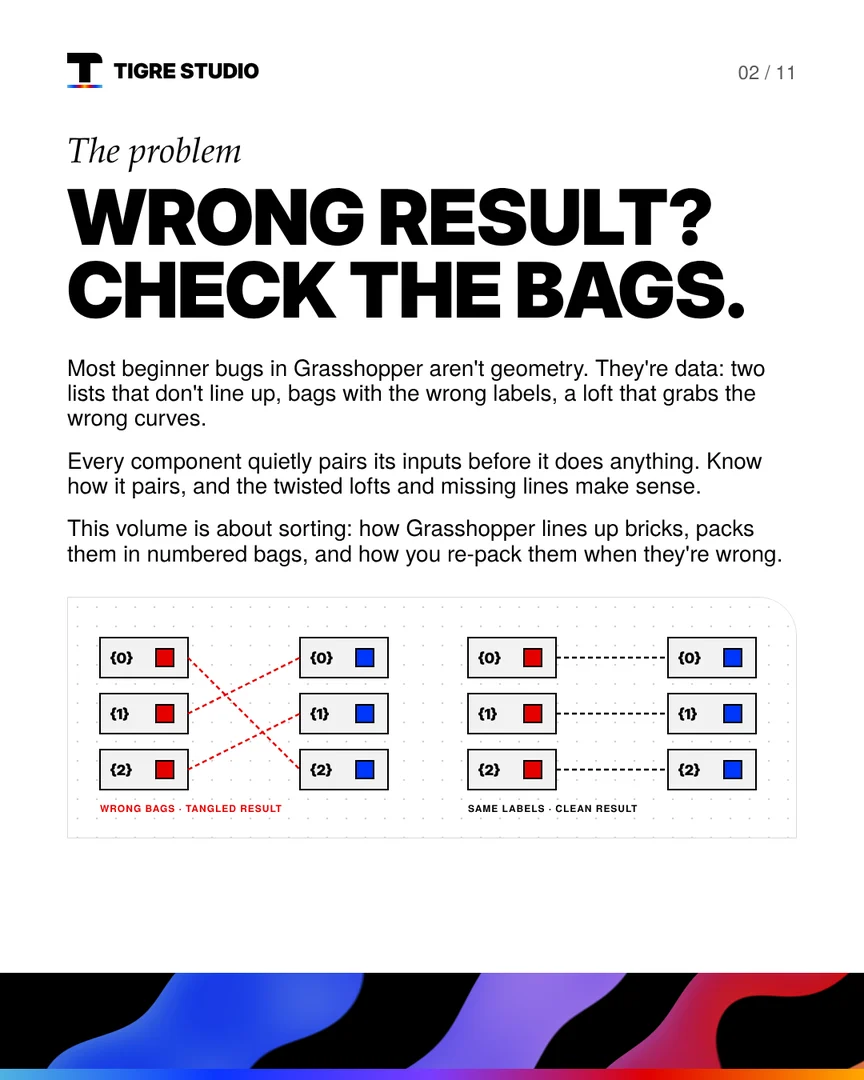 TIGRE STUDIO
02 / 11
The problem
WRONG RESULT?
CHECK THE BAGS.
Most beginner bugs in Grasshopper aren't geometry. They're data: two
lists that don't line up, bags with the wrong labels, a loft that grabs the
wrong curves.
Every component quietly pairs its inputs before it does anything. Know
how it pairs, and the twisted lofts and missing lines make sense.
This volume is about sorting: how Grasshopper lines up bricks, packs
them in numbered bags, and how you re-pack them when they're wrong.
{0} {0} {0} {0}
{1} {1} {1} {1}
{2} {2} {2} {2}
WRONG BAGS · TANGLED RESULT
SAME LABELS · CLEAN RESULT